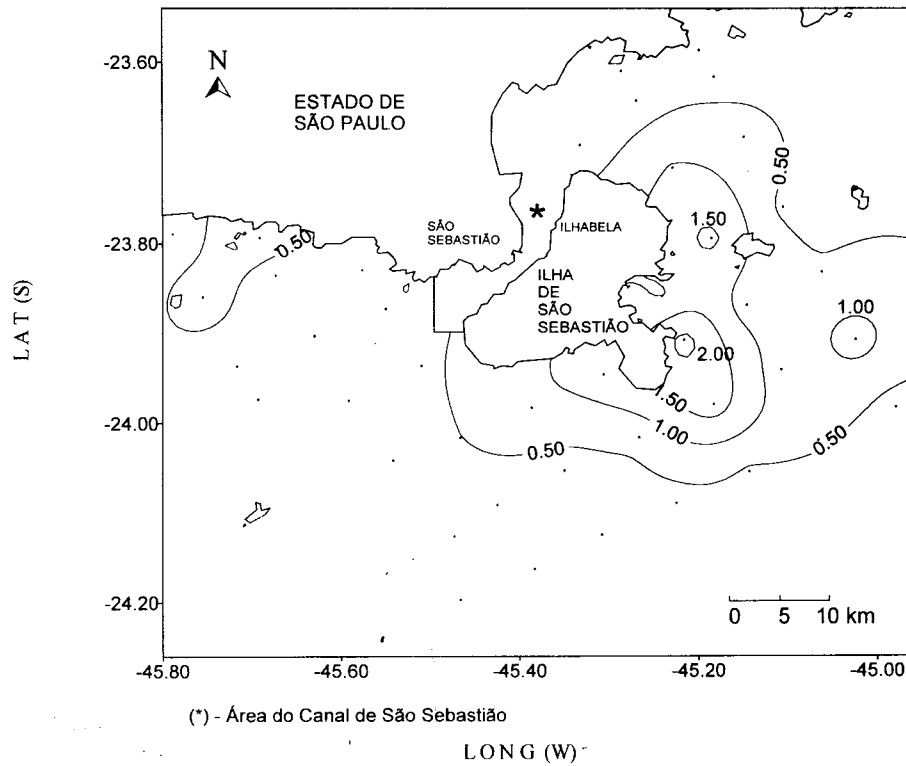 -23.60
-23.80
-24.00
-24.20
LAT (S)
N
ESTADO DE
SÃO PAULO
SÃO
SEBASTIÃO
*
ILHABELA
ILHA
DE
SÃO
SEBASTIÃO
0.50
0.50
1.50
1.00
2.00
1.50
1.00
0.50
0.50
0 5 10 km
-45.80
-45.60
-45.40
-45.20
-45.00
(*) - Área do Canal de São Sebastião
LONG (W)